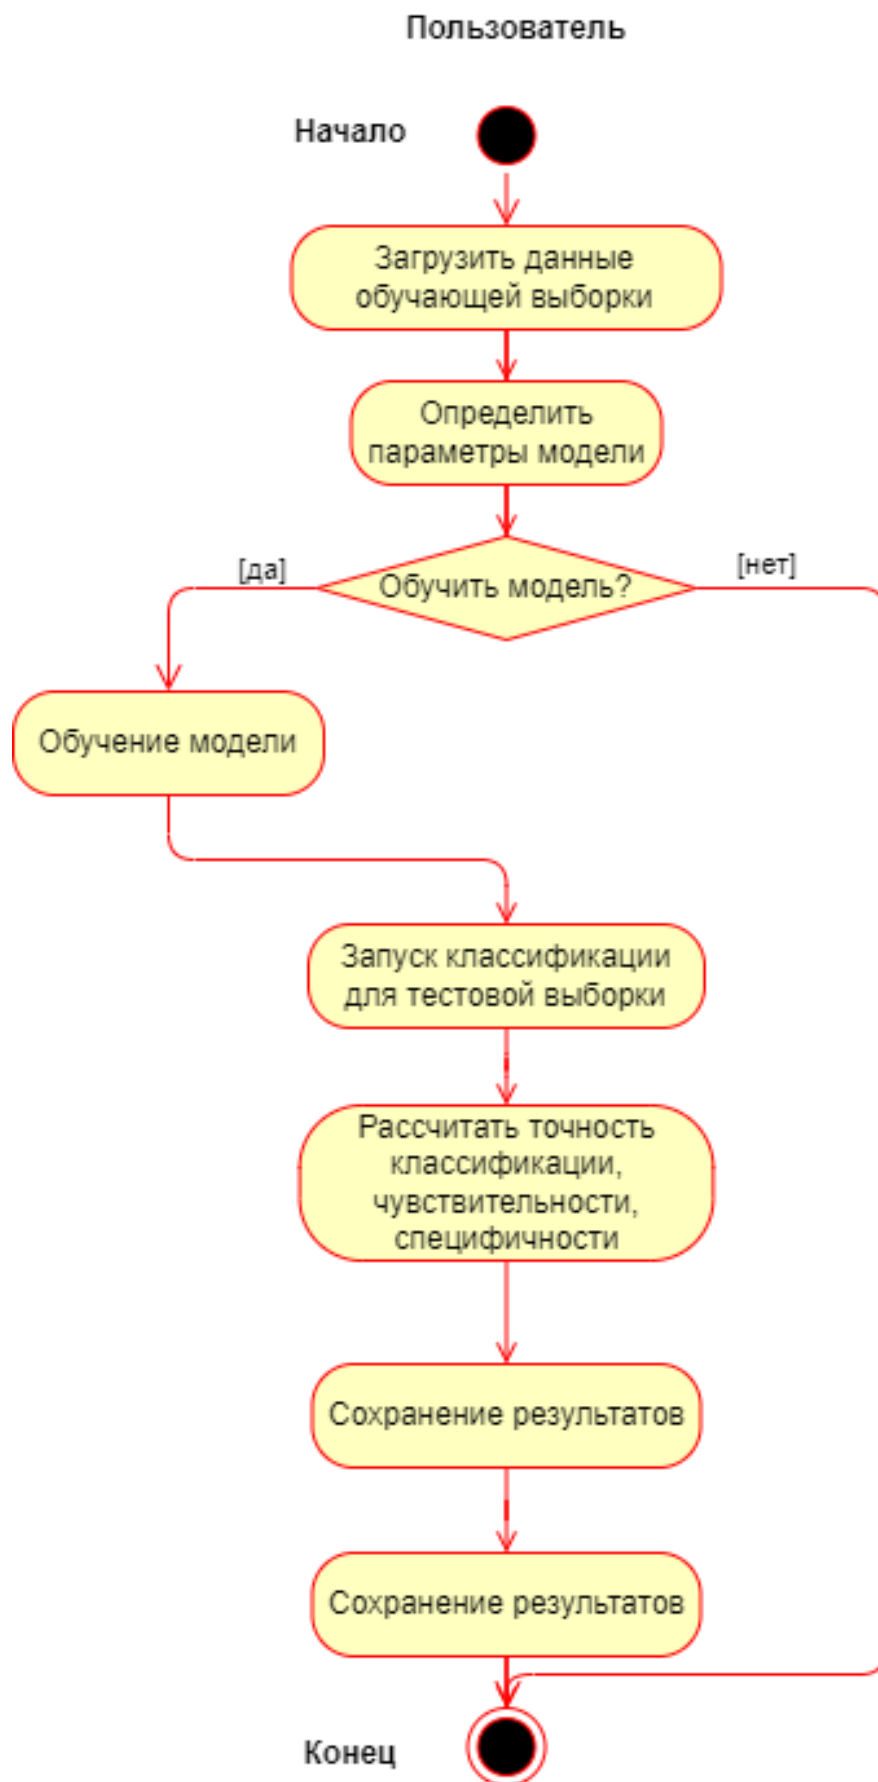 Пользователь
Начало
Загрузить данные
обучающей выборки
Определить
параметры модели
[да]
Обучить модель?
[нет]
Обучение модели
Запуск классификации
для тестовой выборки
Рассчитать точность
классификации,
чувствительности,
специфичности
Сохранение результатов
Сохранение результатов
Конец